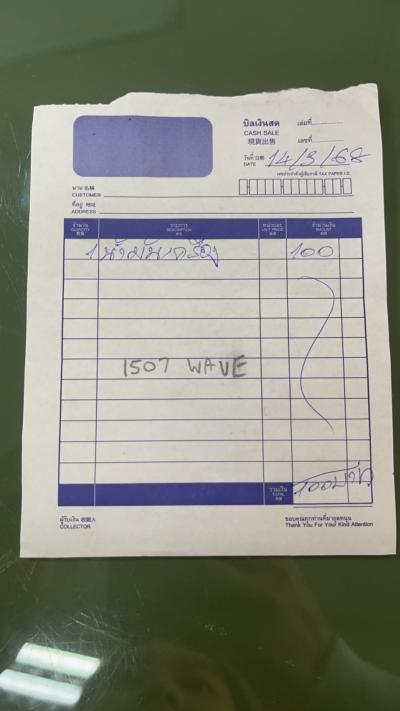 บิลเงินสด เล่มที่
CASH SALE
現貨出售 เลขที่
วันที่ 日期 DATE 14/3/68
เลขประจำตัวผู้เสียภาษี TAX PAPER I.D.
นาม 名稱
CUSTOMER
ที่อยู่ 地址
ADDRESS
จำนวน รายการ หน่วยละ จำนวนเงิน
QUANTITY DESCRIPTION UNIT PRICE AMOUNT
1 น้ำมันเครื่อง 100
1507 WAVE
รวมเงิน 100 บาท
TOTAL
ผู้รับเงิน 收銀人 ขอบคุณทุกท่านที่มาอุดหนุน
COLLECTOR Thank You For Your Kind Attention